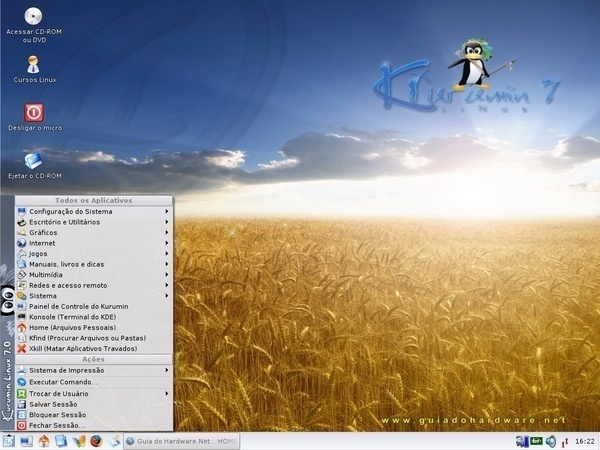 Acessar CD-ROM
ou DVD
Cursos Linux
Desligar o micro
Ejetar o CD-ROM
Kurumin 7
LINUX
Todos os Aplicativos
Configuração do Sistema
Escritório e Utilitários
Gráficos
Internet
Jogos
Manuais, livros e dicas
Multimídia
Redes e acesso remoto
Sistema
Painel de Controle do Kurumin
Konsole (Terminal do KDE)
Home (Arquivos Pessoais)
Kfind (Procurar Arquivos ou Pastas)
Xkill (Matar Aplicativos Travados)
Ações
Sistema de Impressão
Executar Comando...
Trocar de Usuário
Salvar Sessão
Bloquear Sessão
Fechar Sessão...
Kurumin Linux 7.0
www.guiadohardware.net
Guia do Hardware.Net :. HOME
br
16:22